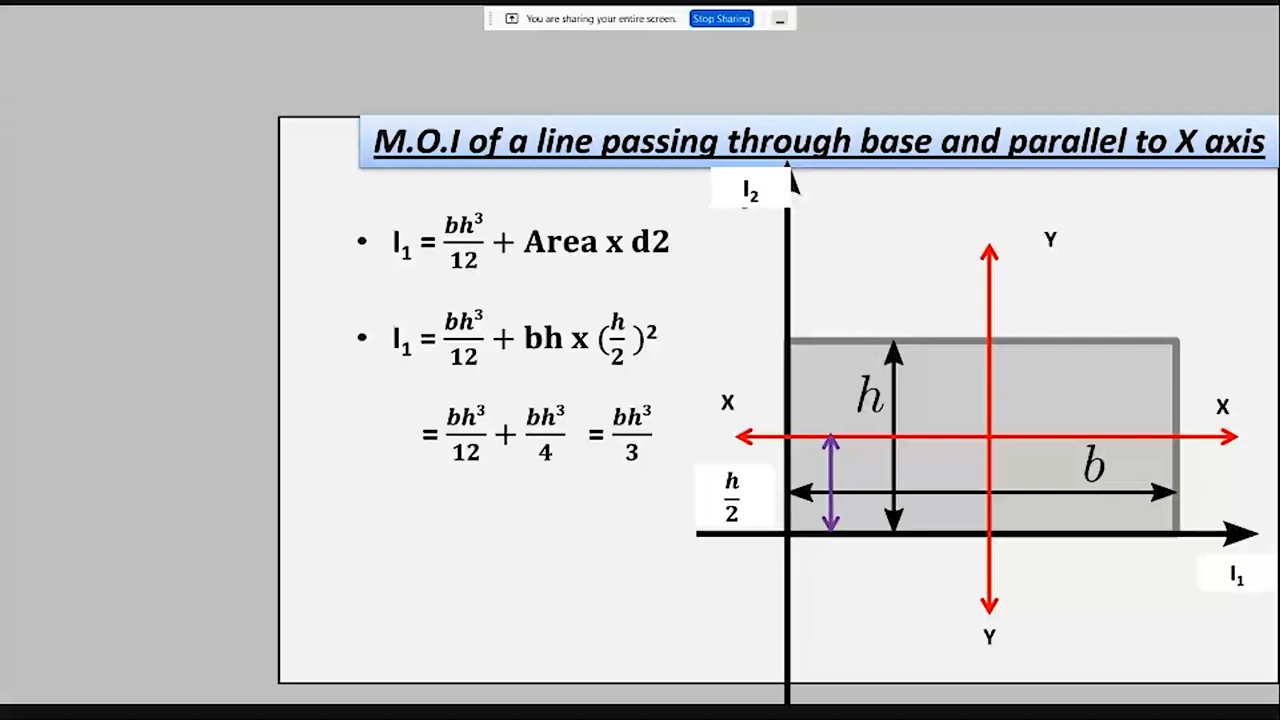 You are sharing your entire screen. Stop Sharing
M.O.I of a line passing through base and parallel to X axis
I₂
• I₁ = bh³/12 + Area x d2
Y
• I₁ = bh³/12 + bh x (h/2)²
= bh³/12 + bh³/4 = bh³/3
h
X
X
b
h/2
I₁
Y